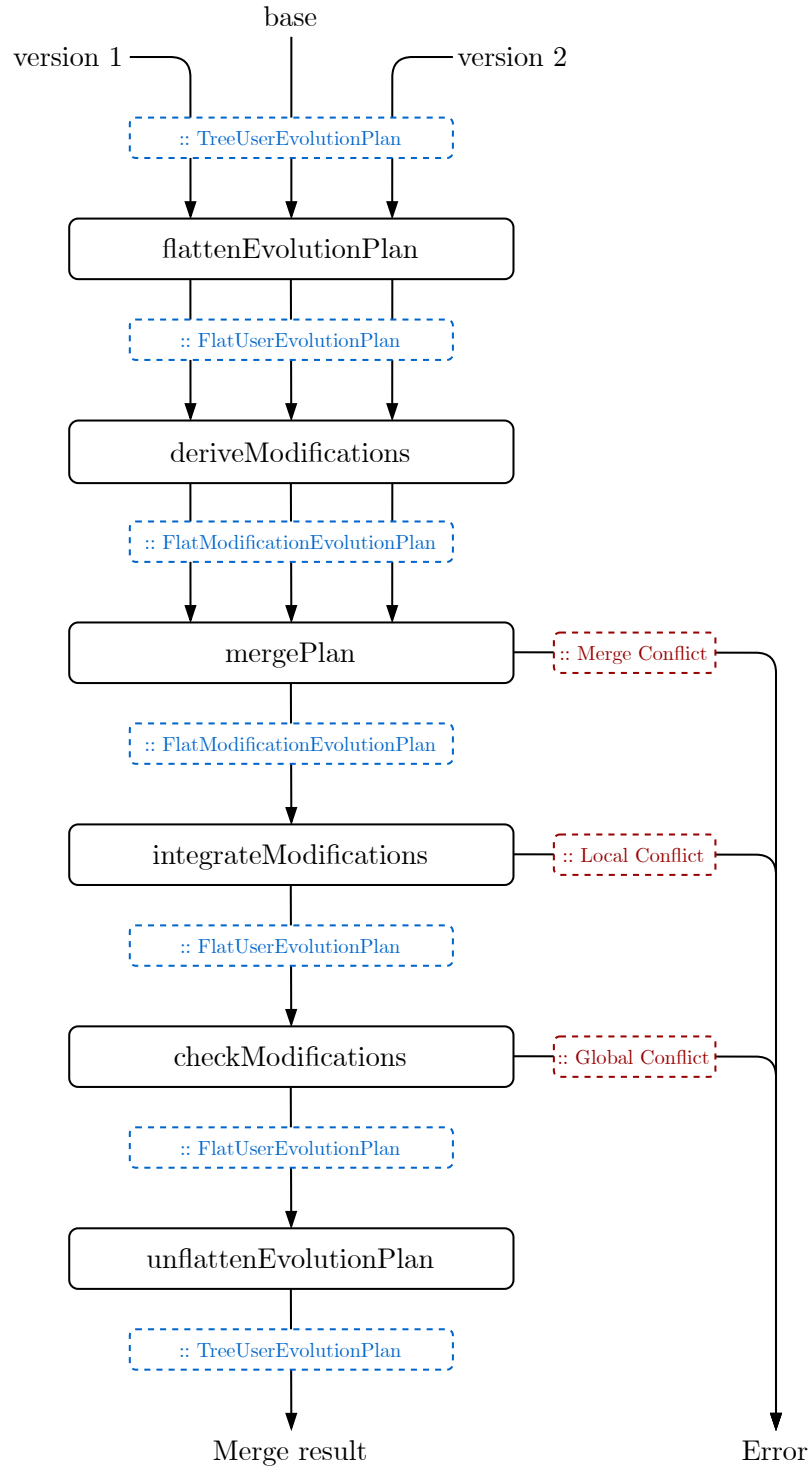 base
version 1
version 2
:: TreeUserEvolutionPlan
flattenEvolutionPlan
:: FlatUserEvolutionPlan
deriveModifications
:: FlatModificationEvolutionPlan
mergePlan
:: Merge Conflict
:: FlatModificationEvolutionPlan
integrateModifications
:: Local Conflict
:: FlatUserEvolutionPlan
checkModifications
:: Global Conflict
:: FlatUserEvolutionPlan
unflattenEvolutionPlan
:: TreeUserEvolutionPlan
Merge result
Error